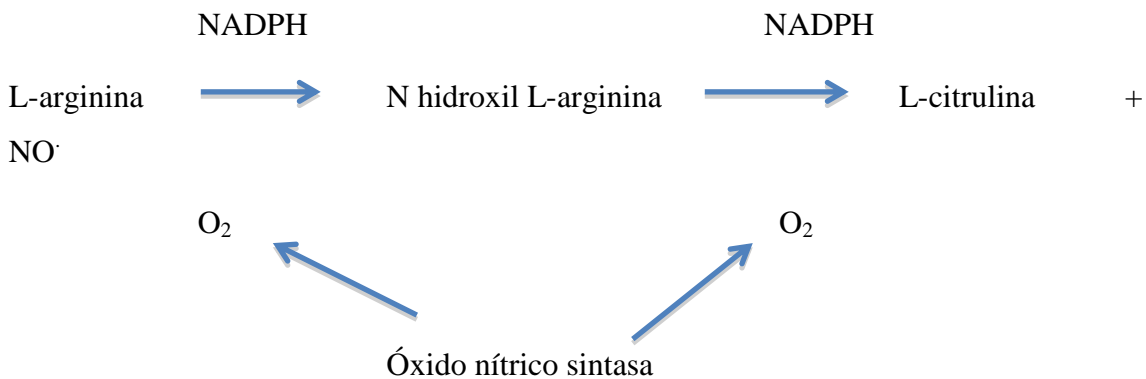 NADPH NADPH
L-arginina N hidroxil L-arginina L-citrulina +
NO·
O₂ O₂
Óxido nítrico sintasa